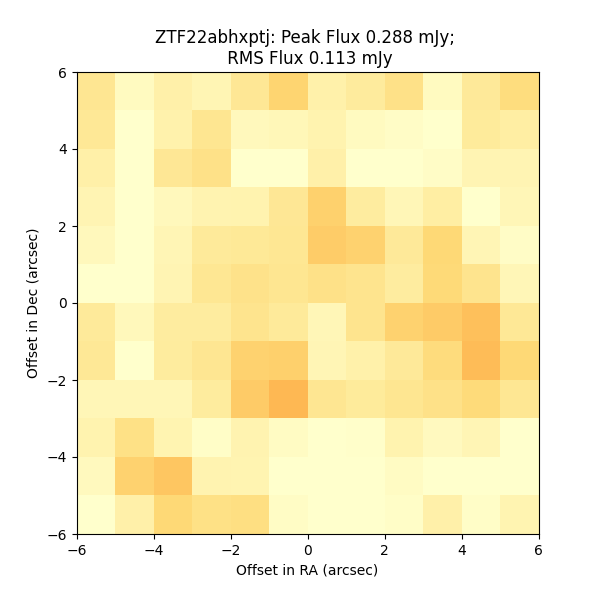 ZTF22abhxptj: Peak Flux 0.288 mJy;
RMS Flux 0.113 mJy
6
4
2
0
−2
−4
−6
Offset in Dec (arcsec)
−6 −4 −2 0 2 4 6
Offset in RA (arcsec)